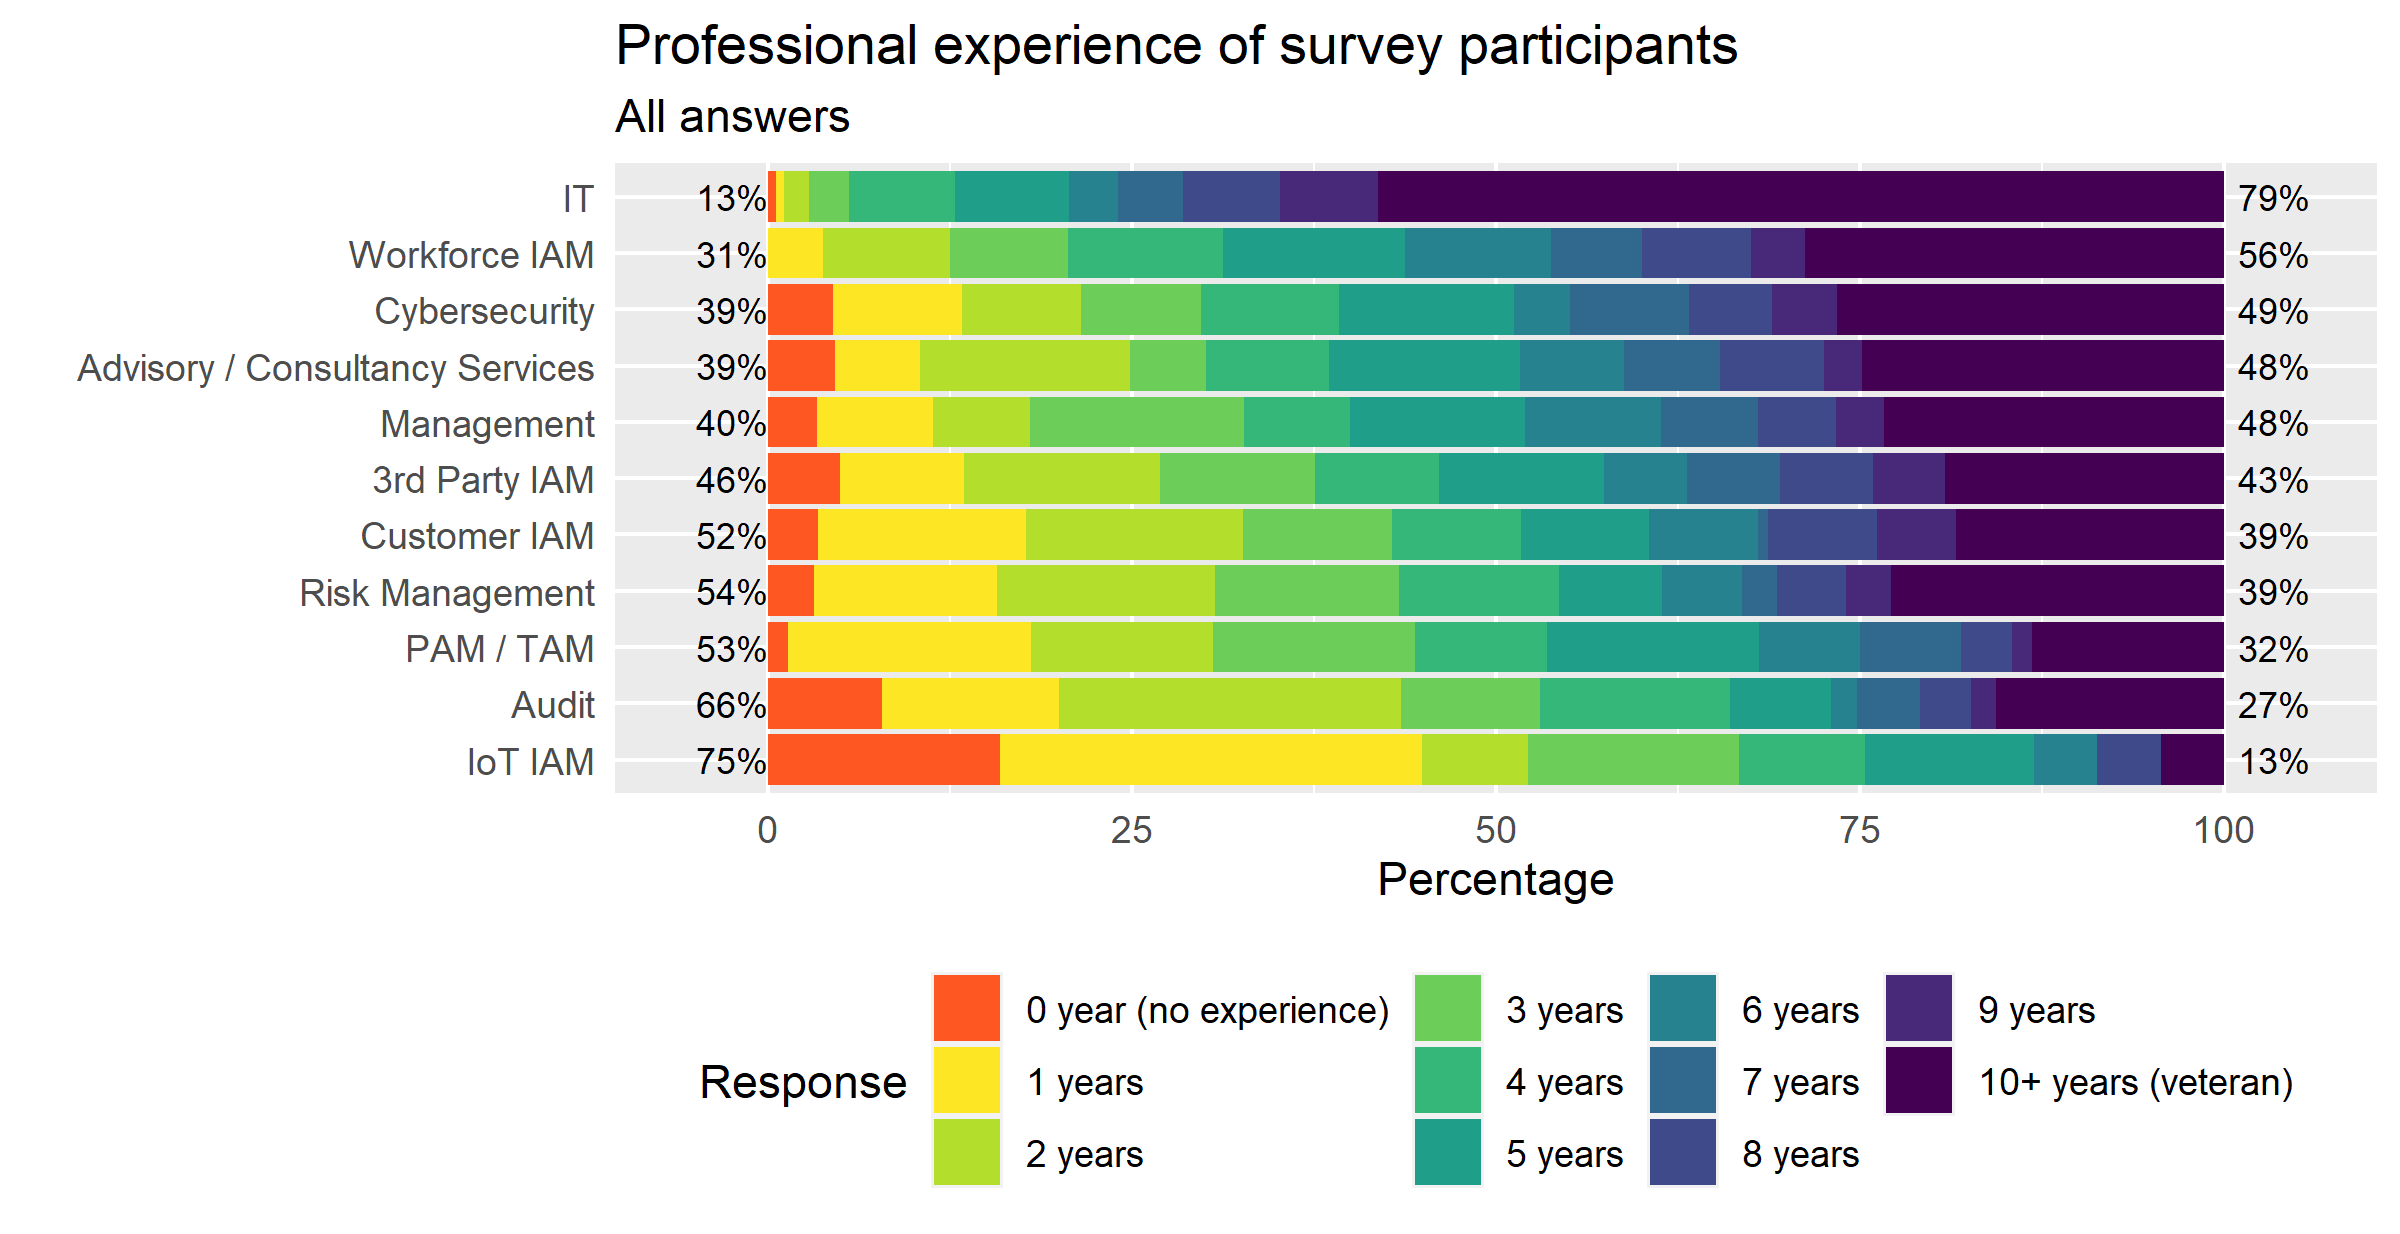 Professional experience of survey participants
All answers
IT 13% 79%
Workforce IAM 31% 56%
Cybersecurity 39% 49%
Advisory / Consultancy Services 39% 48%
Management 40% 48%
3rd Party IAM 46% 43%
Customer IAM 52% 39%
Risk Management 54% 39%
PAM / TAM 53% 32%
Audit 66% 27%
IoT IAM 75% 13%
0 25 50 75 100
Percentage
Response
0 year (no experience)
1 years
2 years
3 years
4 years
5 years
6 years
7 years
8 years
9 years
10+ years (veteran)